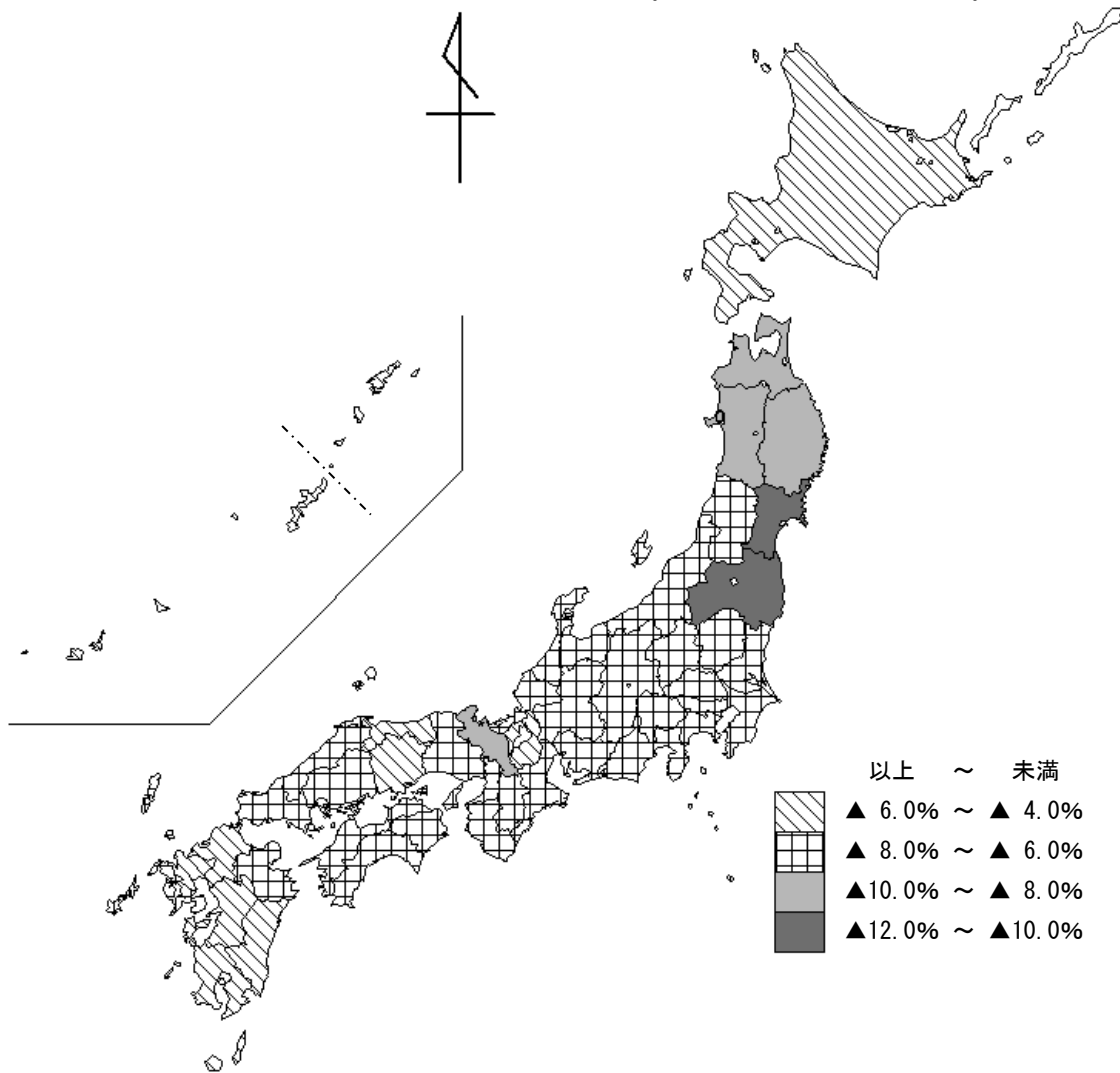 以上 ～ 未満
▲ 6.0% ～ ▲ 4.0%
▲ 8.0% ～ ▲ 6.0%
▲10.0% ～ ▲ 8.0%
▲12.0% ～ ▲10.0%